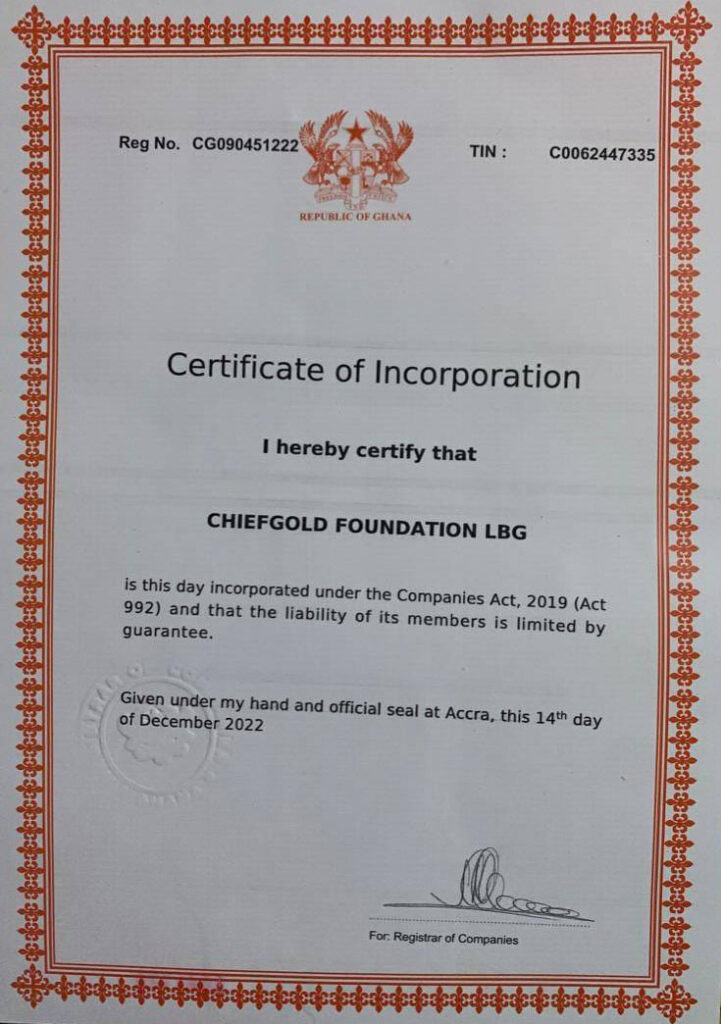 Reg No. CG090451222
TIN : C0062447335
REPUBLIC OF GHANA
Certificate of Incorporation
I hereby certify that
CHIEFGOLD FOUNDATION LBG
is this day incorporated under the Companies Act, 2019 (Act
992) and that the liability of its members is limited by
guarantee.
Given under my hand and official seal at Accra, this 14th day
of December 2022
For: Registrar of Companies